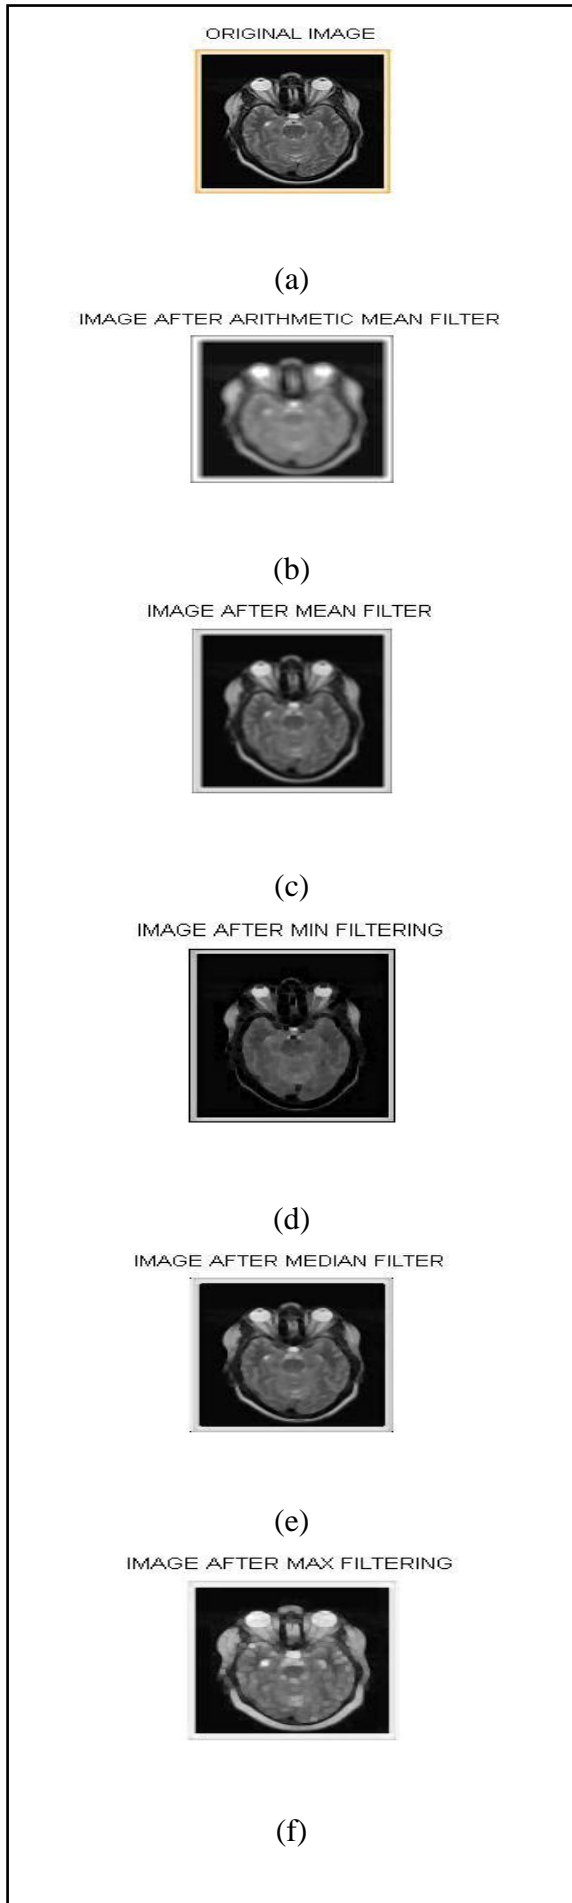 ORIGINAL IMAGE
(a)
IMAGE AFTER ARITHMETIC MEAN FILTER
(b)
IMAGE AFTER MEAN FILTER
(c)
IMAGE AFTER MIN FILTERING
(d)
IMAGE AFTER MEDIAN FILTER
(e)
IMAGE AFTER MAX FILTERING
(f)